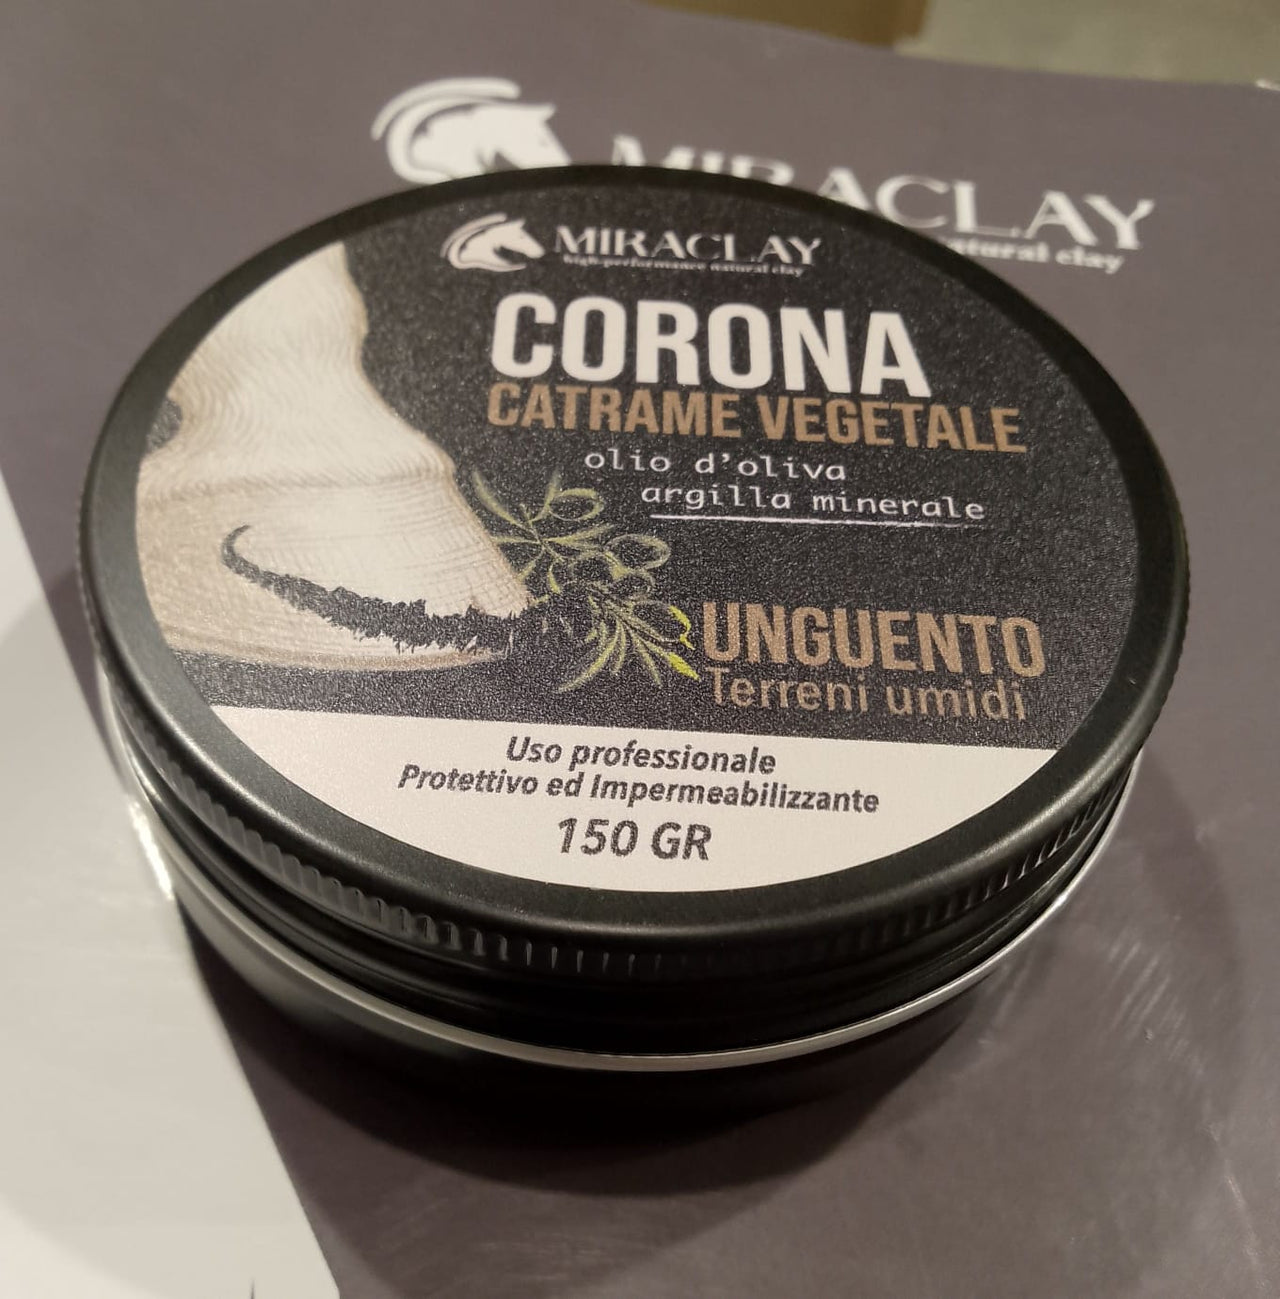 MIRACLAY
natural clay
MIRACLAY
high performance natural clay
CORONA
CATRAME VEGETALE
olio d'oliva
argilla minerale
UNGUENTO
Terreni umidi
Uso professionale
Protettivo ed Impermeabilizzante
150 GR